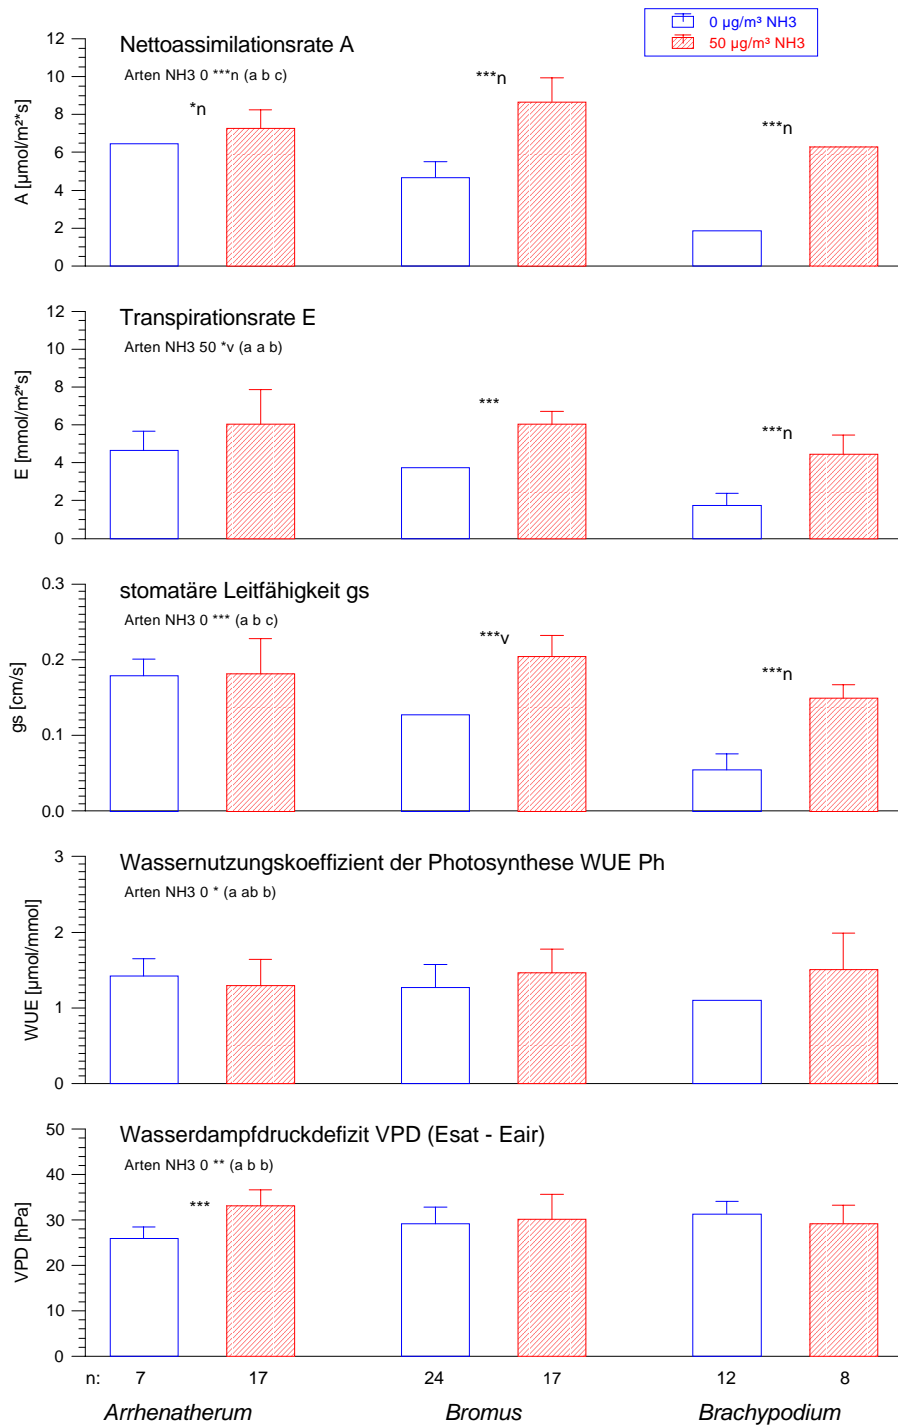 0 µg/m³ NH3
50 µg/m³ NH3
Nettoassimilationsrate A
Arten NH3 0 ***n (a b c)
*n
***n
***n
A [µmol/m²*s]
12
10
8
6
4
2
0
Transpirationsrate E
Arten NH3 50 *v (a a b)
***
***n
E [mmol/m²*s]
12
10
8
6
4
2
0
stomatäre Leitfähigkeit gs
Arten NH3 0 *** (a b c)
***v
***n
gs [cm/s]
0.3
0.2
0.1
0.0
Wassernutzungskoeffizient der Photosynthese WUE Ph
Arten NH3 0 * (a ab b)
WUE [µmol/mmol]
3
2
1
0
Wasserdampfdruckdefizit VPD (Esat - Eair)
Arten NH3 0 ** (a b b)
***
VPD [hPa]
50
40
30
20
10
0
n: 7 17 24 17 12 8
Arrhenatherum Bromus Brachypodium